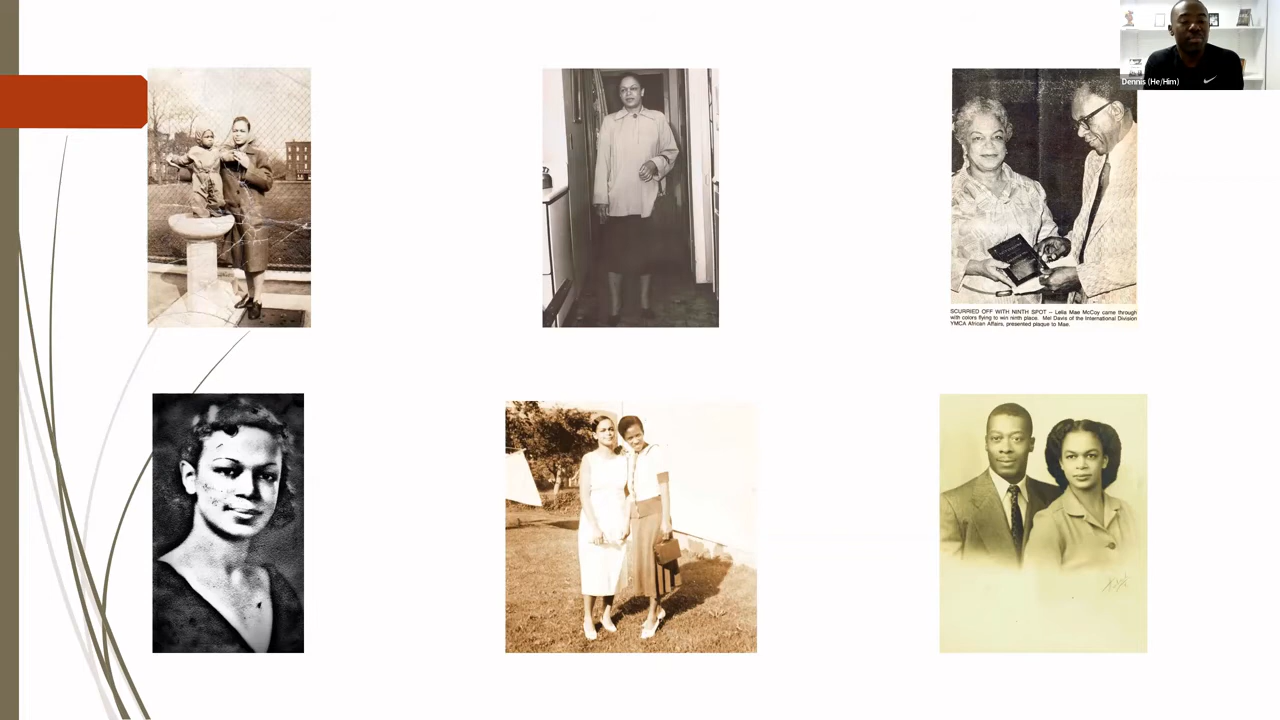 Dennis (He/Him)
SCURRIED OFF WITH NINTH SPOT -- Lelia Mae McCoy came through
with colors flying to win ninth place. Mel Davis of the International Division
YMCA African Affairs, presented plaque to Mae.